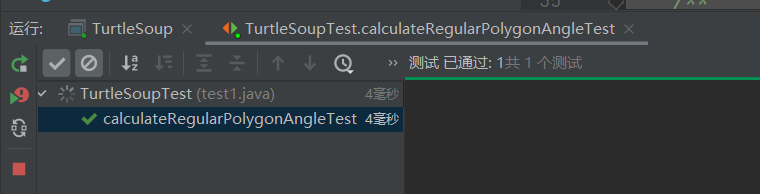 运行: TurtleSoup × TurtleSoupTest.calculateRegularPolygonAngleTest ×
» 测试 已通过: 1共 1 个测试
TurtleSoupTest (test1.java) 4毫秒
calculateRegularPolygonAngleTest 4毫秒